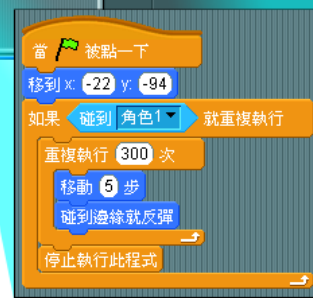 當 被點一下
移到 x: -22 y: -94
如果 碰到 角色1 就重複執行
重複執行 300 次
移動 5 步
碰到邊緣就反彈
停止執行此程式